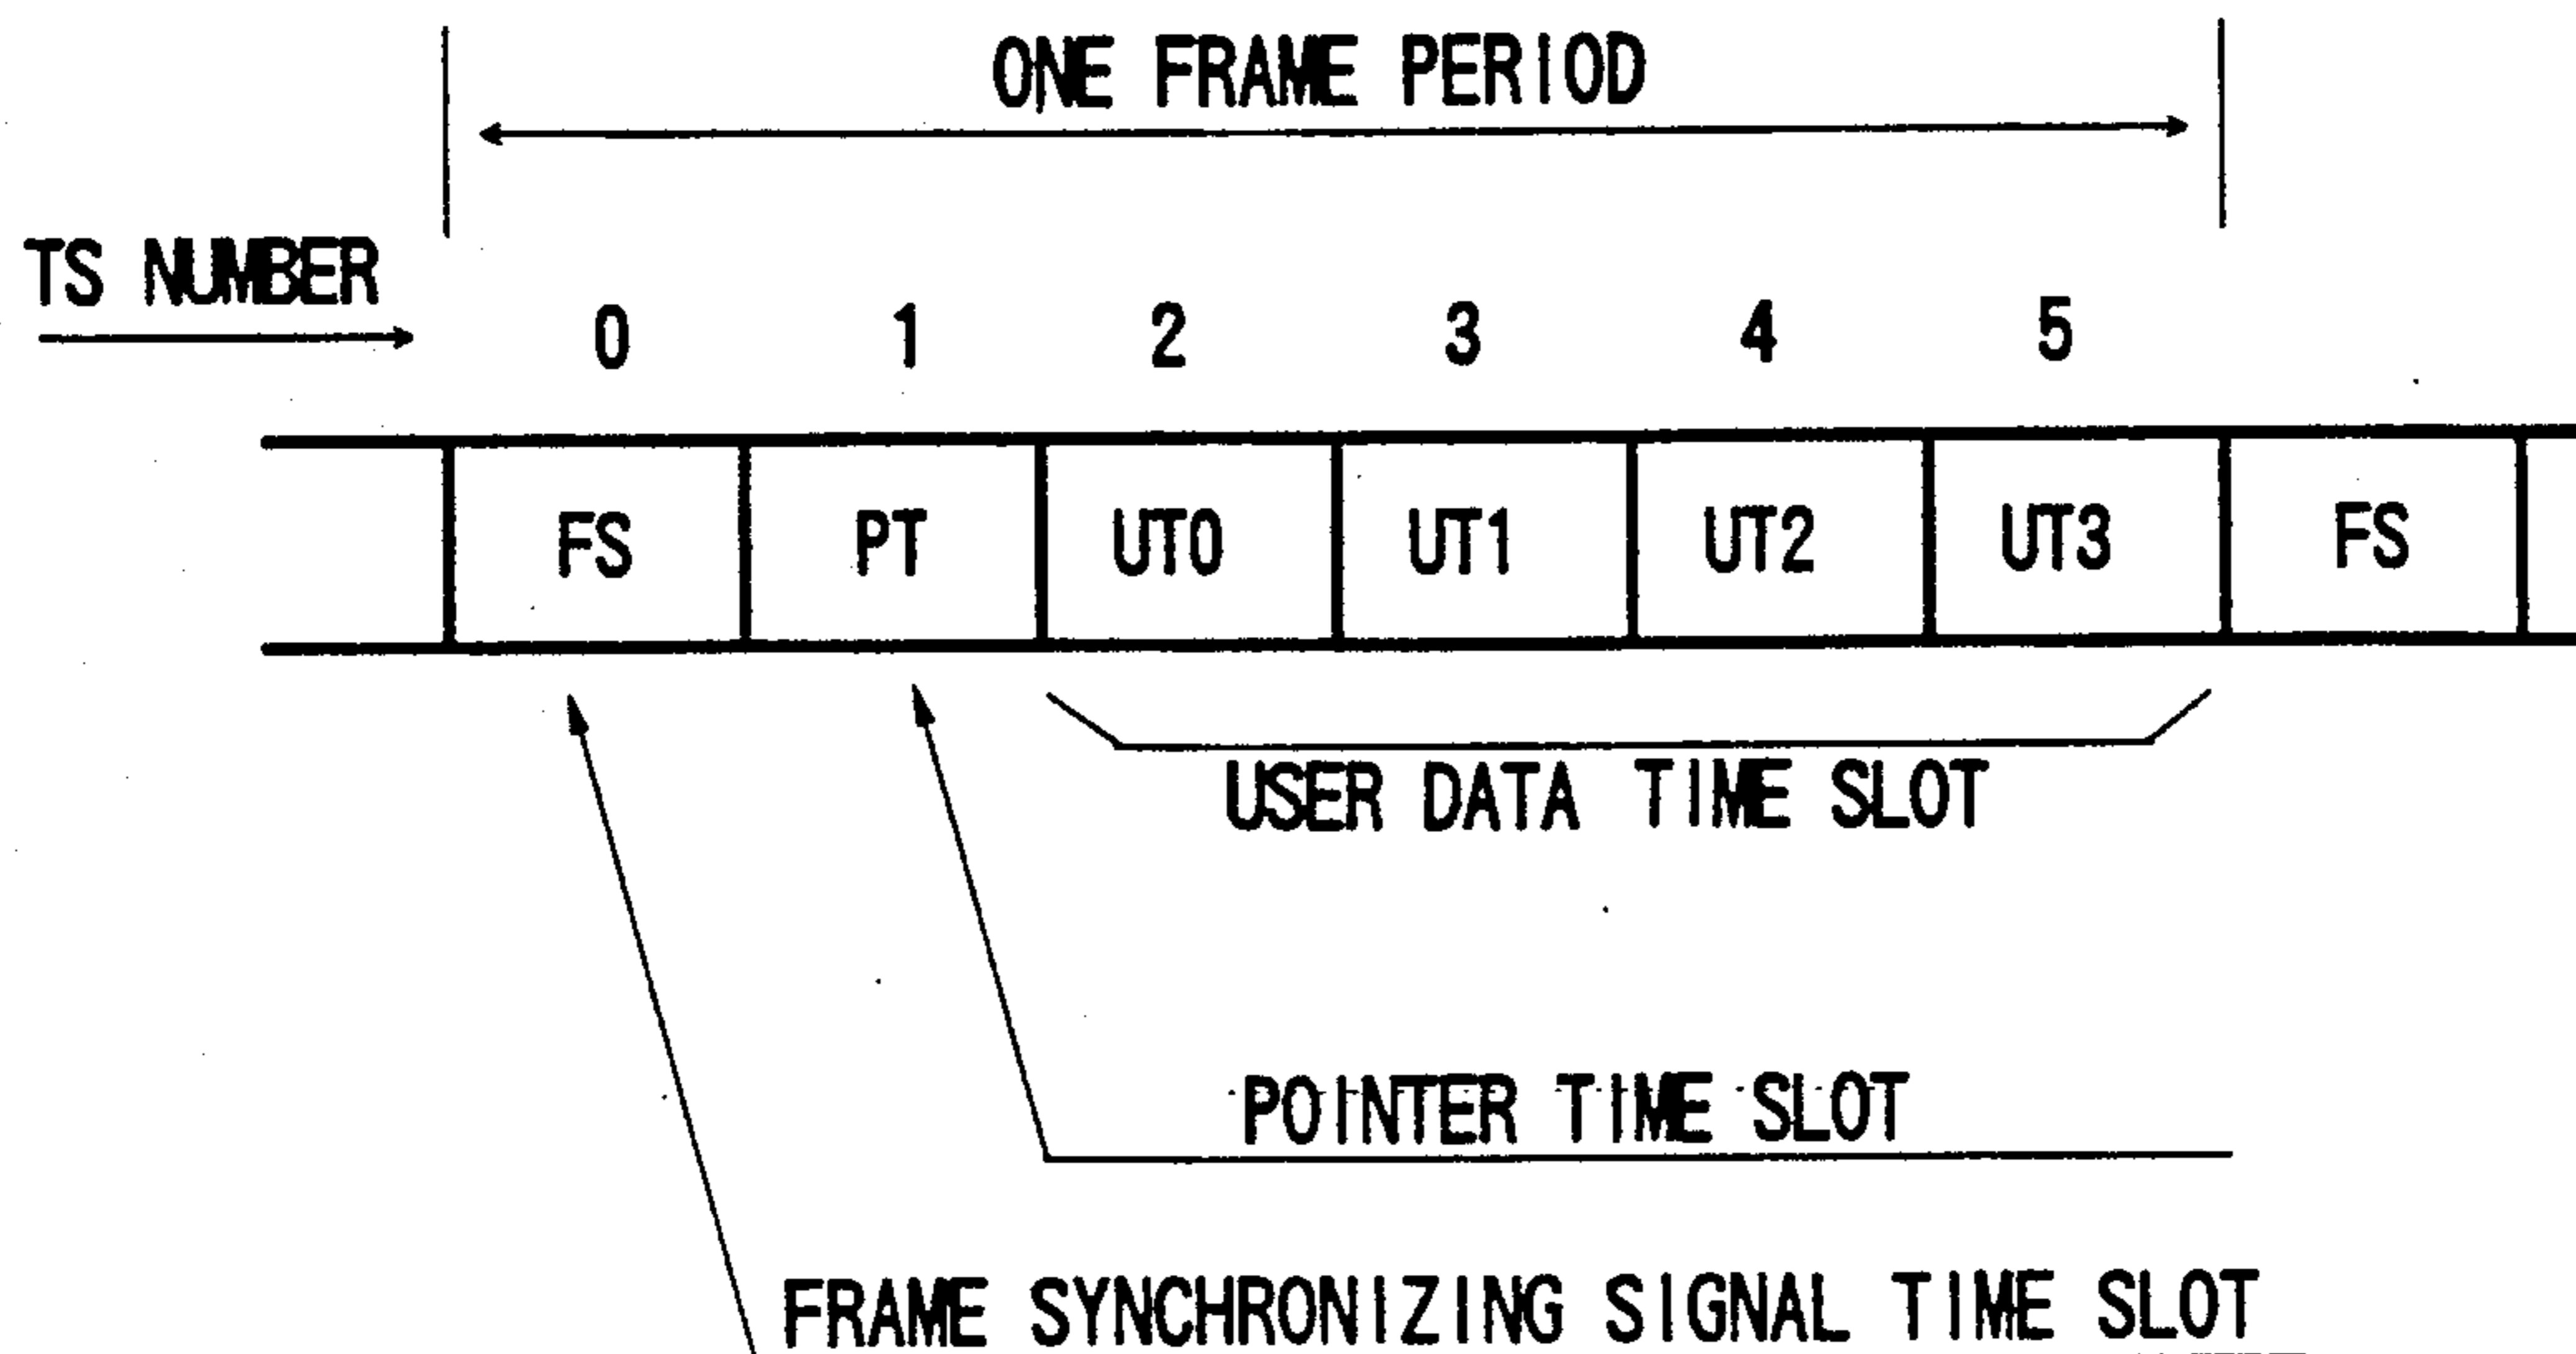 ONE FRAME PERIOD
TS NUMBER
0 1 2 3 4 5
FS PT UT0 UT1 UT2 UT3 FS
USER DATA TIME SLOT
POINTER TIME SLOT
FRAME SYNCHRONIZING SIGNAL TIME SLOT